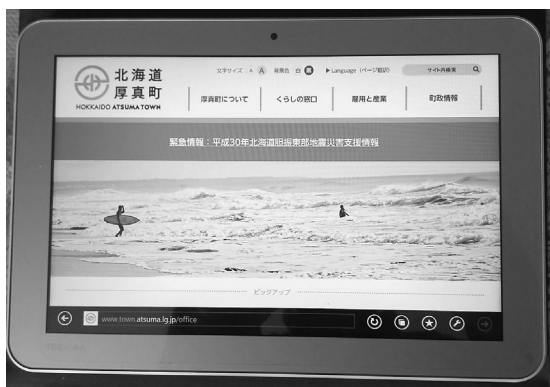 北海道
厚真町
HOKKAIDO ATSUMA TOWN
文字サイズ A A 背景色 白 黒 ▶Language (ページ翻訳) サイト内検索
厚真町について くらしの窓口 雇用と産業 町政情報
緊急情報：平成30年北海道胆振東部地震災害支援情報
ピックアップ
www.town.atsuma.lg.jp/office
TOSHIBA